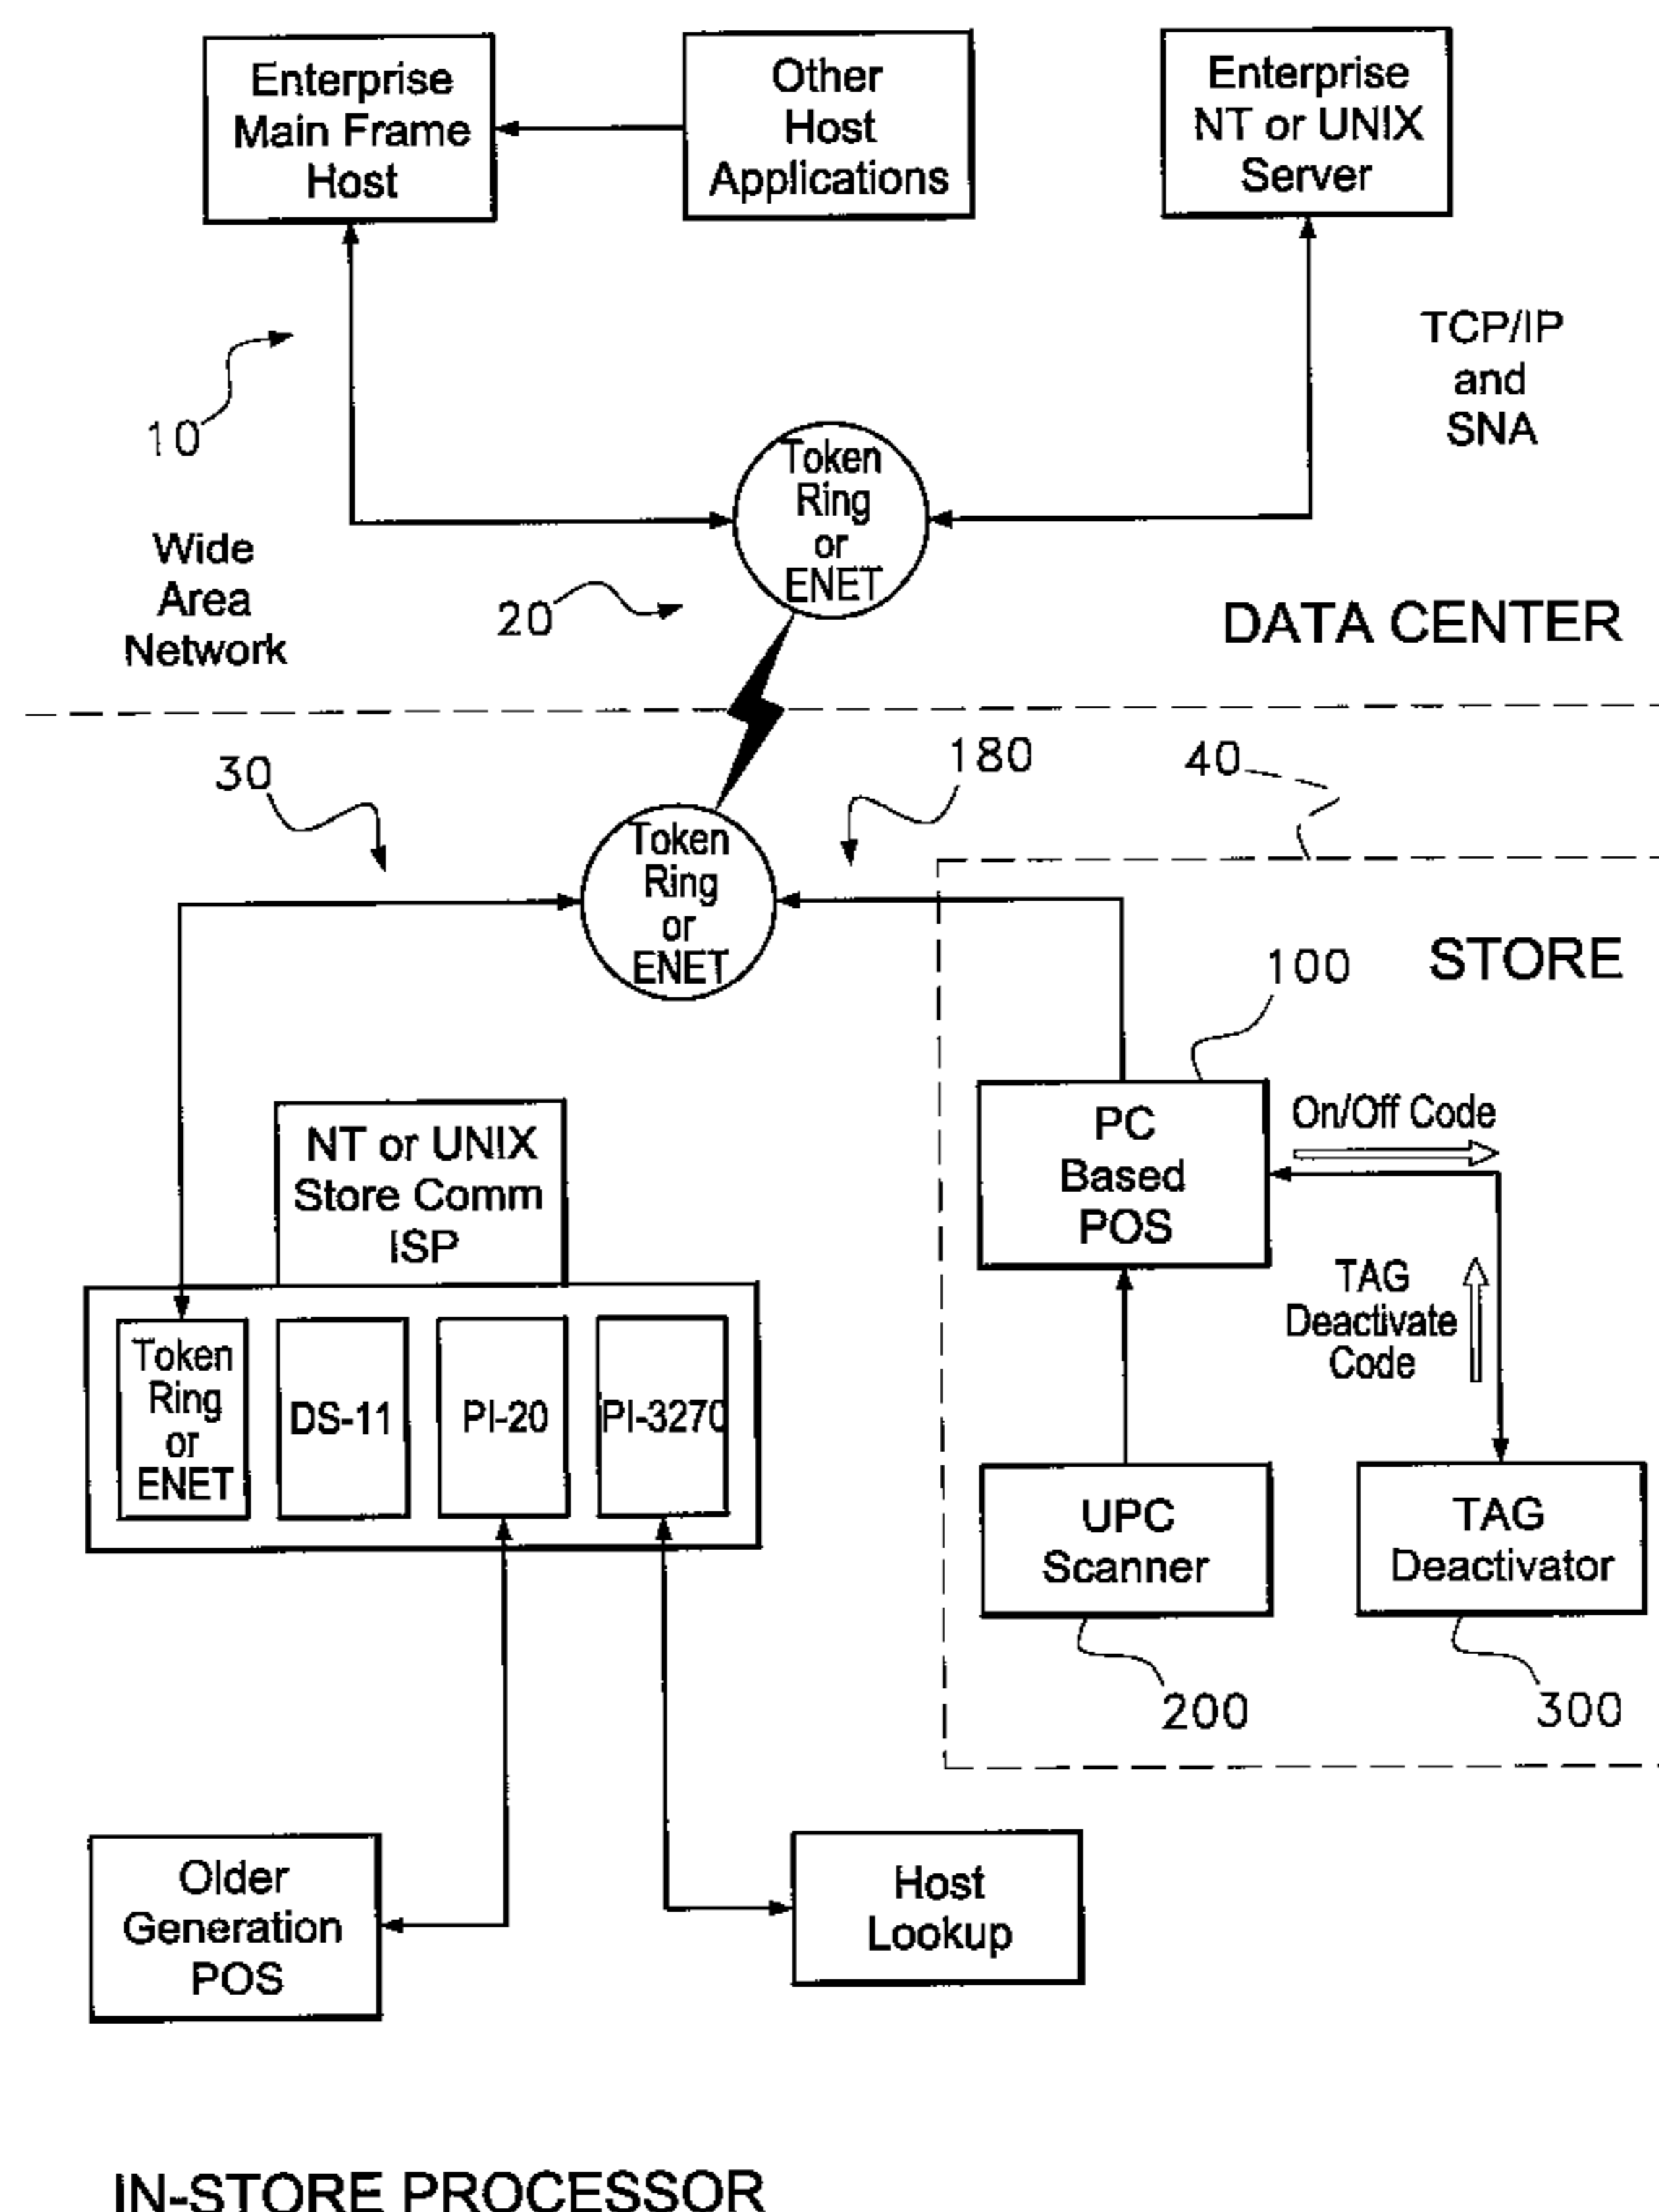 Enterprise
Main Frame
Host
Other
Host
Applications
Enterprise
NT or UNIX
Server
TCP/IP
and
SNA
10
Token
Ring
or
ENET
Wide
Area
Network
20
DATA CENTER
30
180
40
Token
Ring
or
ENET
STORE
100
PC
Based
POS
On/Off Code
NT or UNIX
Store Comm
ISP
TAG
Deactivate
Code
Token
Ring
or
ENET
DS-11
PI-20
PI-3270
UPC
Scanner
TAG
Deactivator
200
300
Older
Generation
POS
Host
Lookup
IN-STORE PROCESSOR